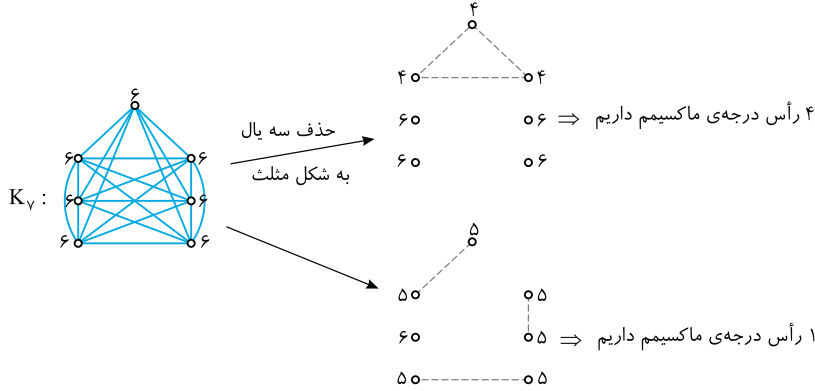 ۴
۴ ۴
۶ ۶ ⇒ ۴ رأس درجه‌ی ماکسیمم داریم
۶ ۶
حذف سه یال
به شکل مثلث
K۷ :
۶
۶ ۶
۶ ۶
۶ ۶
۵
۵ ۵
۶ ۵ ⇒ ۱ رأس درجه‌ی ماکسیمم داریم
۵ ۵